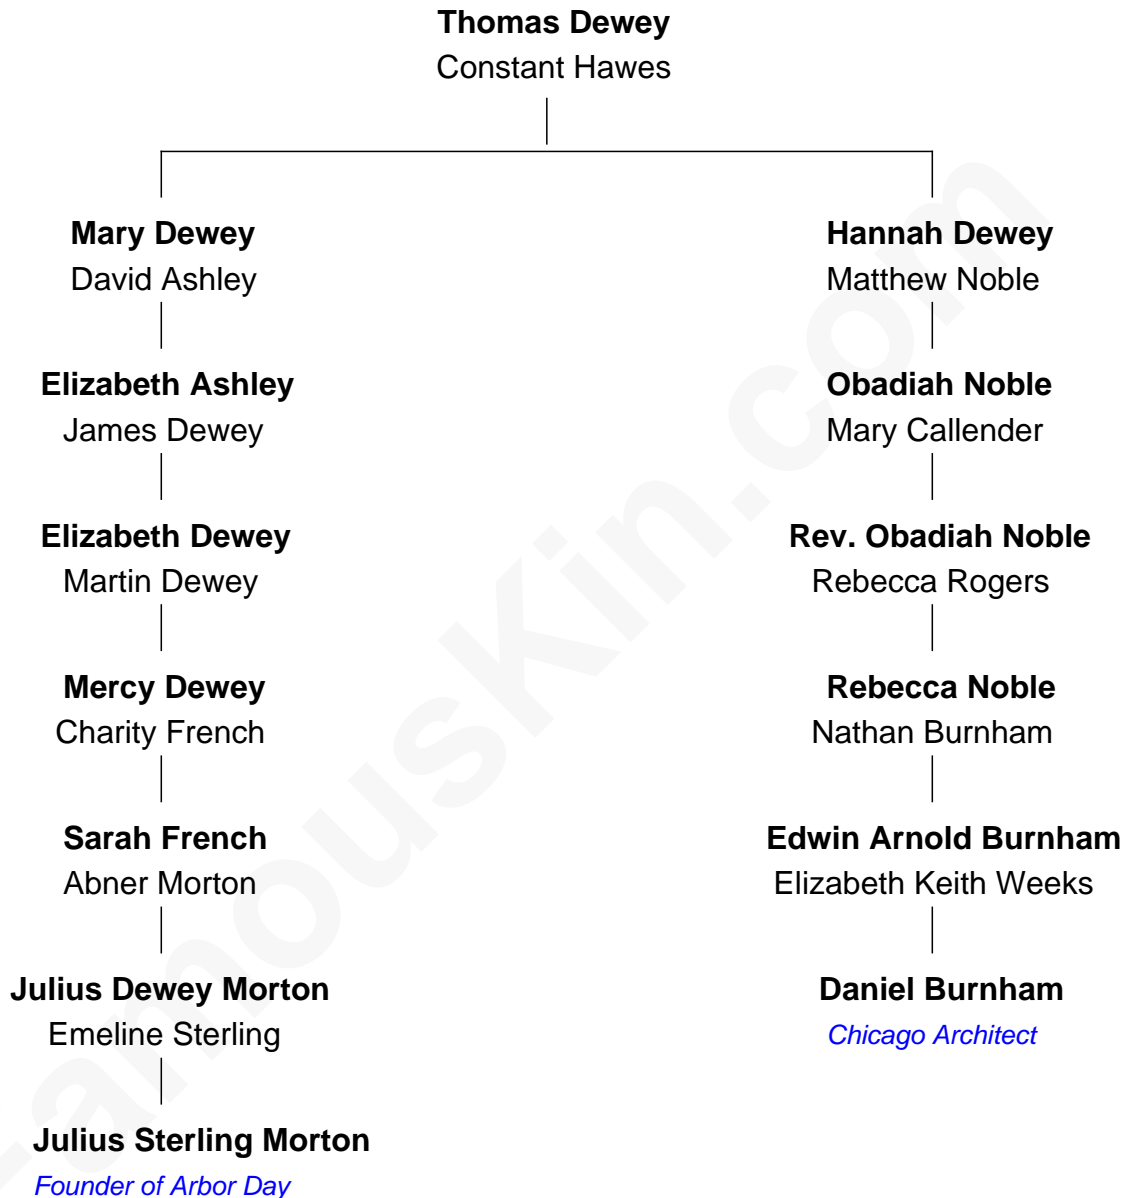 Thomas Dewey
Constant Hawes
Mary Dewey
David Ashley
Hannah Dewey
Matthew Noble
Elizabeth Ashley
James Dewey
Obadiah Noble
Mary Callender
Elizabeth Dewey
Martin Dewey
Rev. Obadiah Noble
Rebecca Rogers
Mercy Dewey
Charity French
Rebecca Noble
Nathan Burnham
Sarah French
Abner Morton
Edwin Arnold Burnham
Elizabeth Keith Weeks
Julius Dewey Morton
Emeline Sterling
Daniel Burnham
Chicago Architect
Julius Sterling Morton
Founder of Arbor Day
FamousKin.com